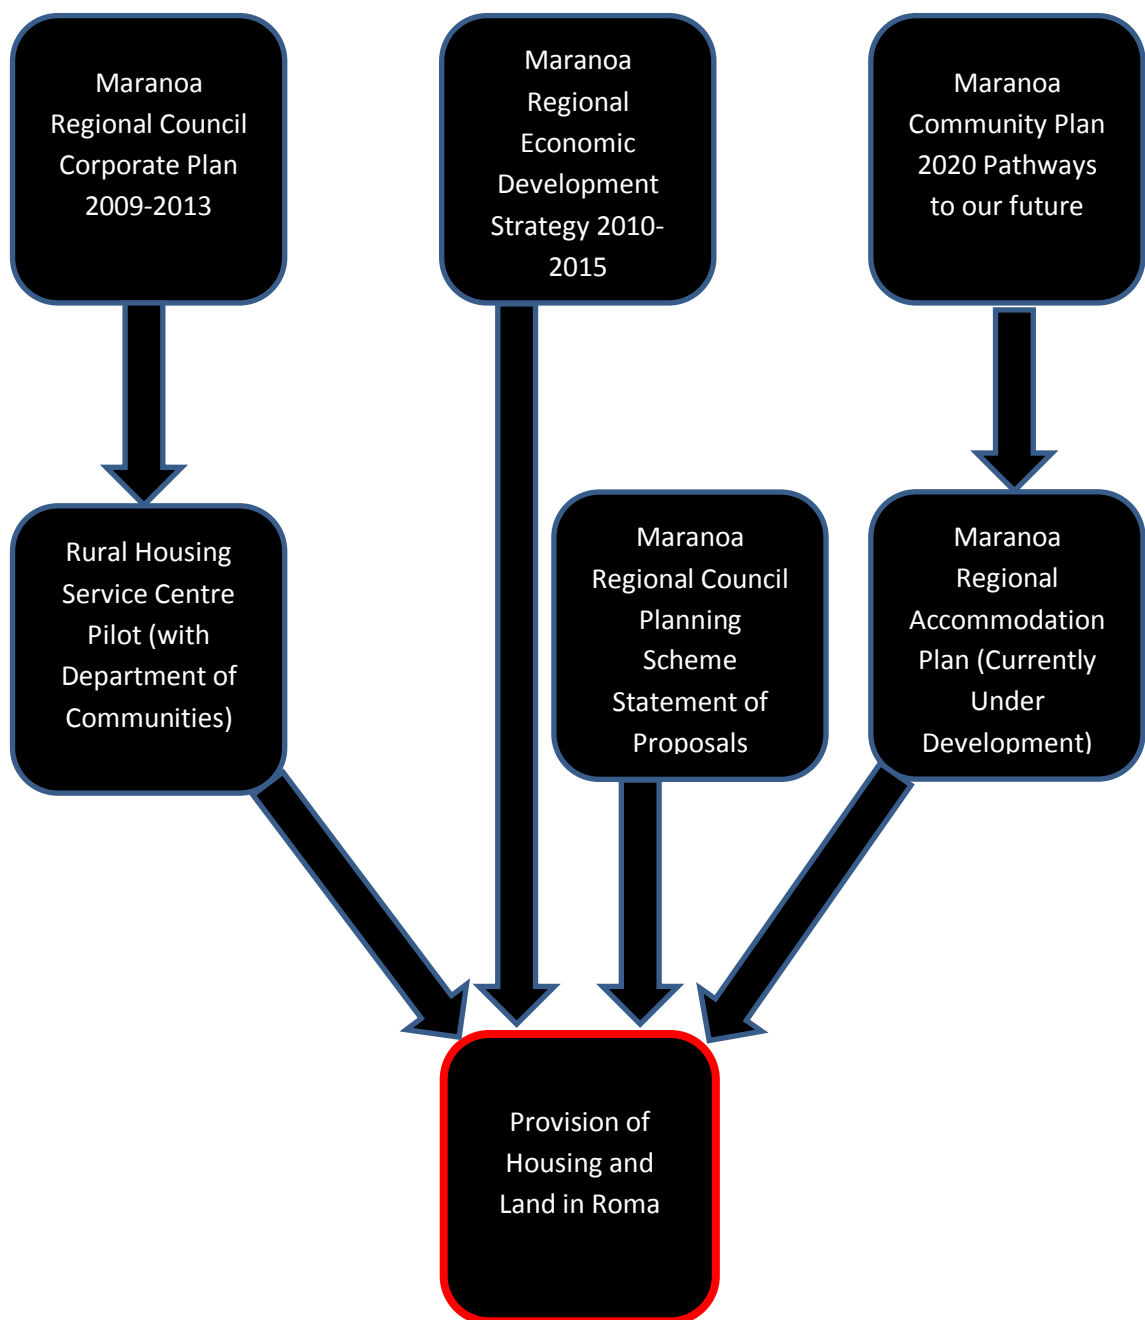 Maranoa
Regional Council
Corporate Plan
2009-2013
Maranoa
Regional
Economic
Development
Strategy 2010-
2015
Maranoa
Community Plan
2020 Pathways
to our future
Rural Housing
Service Centre
Pilot (with
Department of
Communities)
Maranoa
Regional Council
Planning
Scheme
Statement of
Proposals
Maranoa
Regional
Accommodation
Plan (Currently
Under
Development)
Provision of
Housing and
Land in Roma